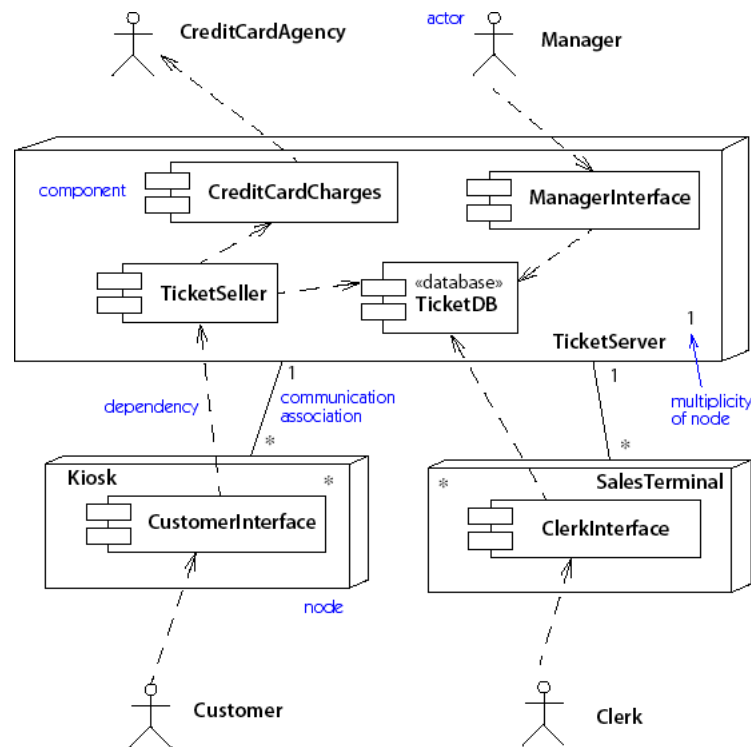 CreditCardAgency
actor
Manager
component
CreditCardCharges
ManagerInterface
TicketSeller
«database»
TicketDB
TicketServer
1
1
1
dependency
communication
association
multiplicity
of node
*
*
Kiosk
*
*
SalesTerminal
CustomerInterface
ClerkInterface
node
Customer
Clerk